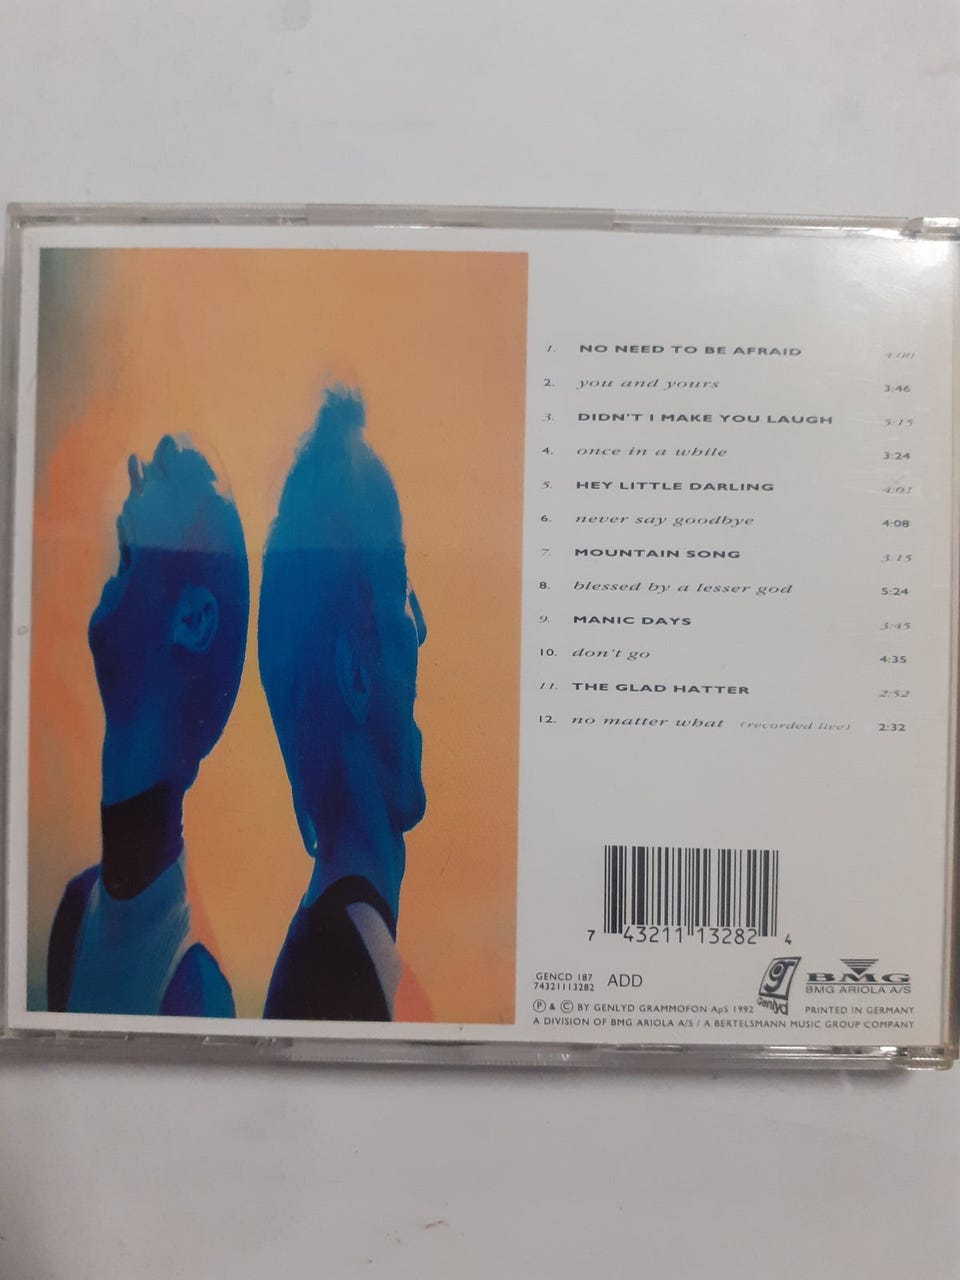 1. NO NEED TO BE AFRAID 4:00
2. you and yours 3:46
3. DIDN'T I MAKE YOU LAUGH 5:15
4. once in a while 3:24
5. HEY LITTLE DARLING 4:01
6. never say goodbye 4:08
7. MOUNTAIN SONG 3:15
8. blessed by a lesser god 5:24
9. MANIC DAYS 3:45
10. don't go 4:35
11. THE GLAD HATTER 2:52
12. no matter what (recorded live) 2:32
7 43211 13282 4
GENCD 187
74321113282
ADD
gr
Genlyd
BMG
BMG ARIOLA A/S
Ⓟ & © BY GENLYD GRAMMOFON ApS 1992
PRINTED IN GERMANY
A DIVISION OF BMG ARIOLA A/S / A BERTELSMANN MUSIC GROUP COMPANY